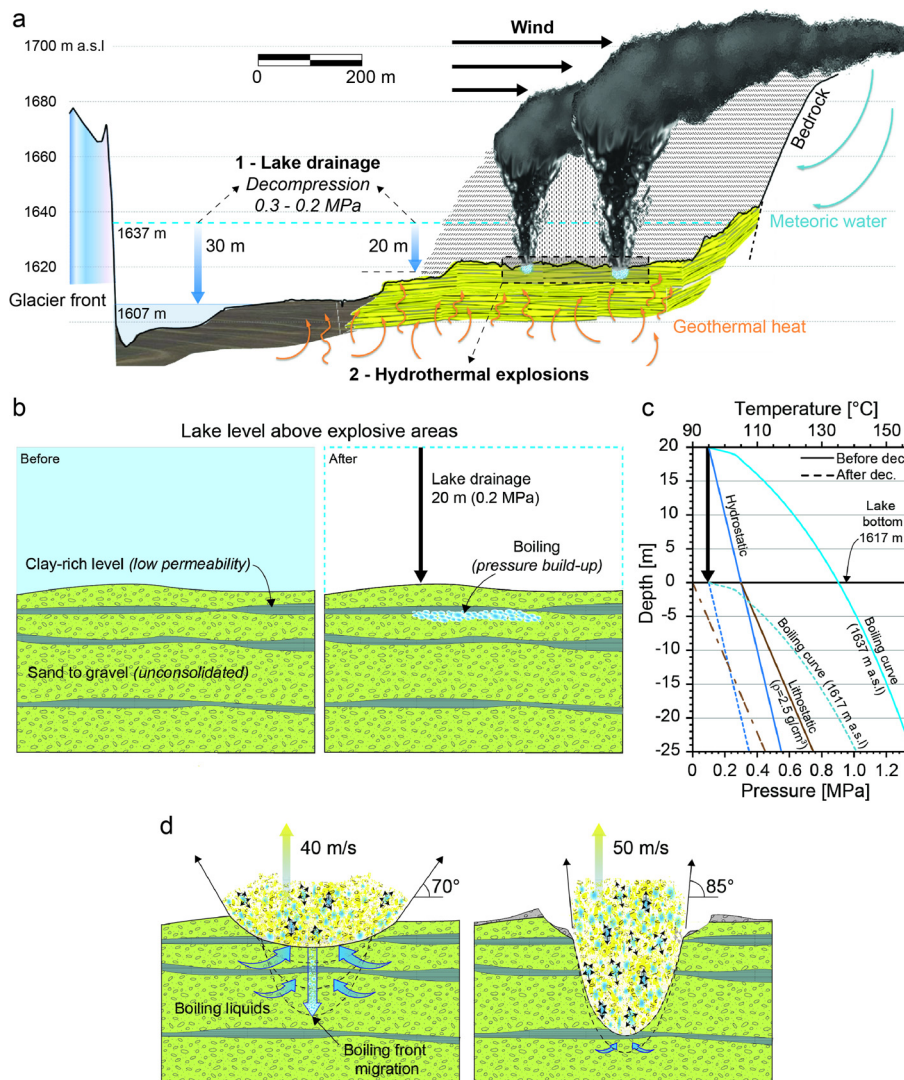 a
1700 m a.s.l
1680
1660
1640
1620
0
200 m
Wind
Bedrock
Meteoric water
1 - Lake drainage
Decompression
0.3 - 0.2 MPa
1637 m
30 m
20 m
Glacier front
1607 m
Geothermal heat
2 - Hydrothermal explosions
b
Lake level above explosive areas
Before
Clay-rich level (low permeability)
Sand to gravel (unconsolidated)
After
Lake drainage
20 m (0.2 MPa)
Boiling
(pressure build-up)
c
Temperature [°C]
90 100 110 120 130 140 150
Before dec.
After dec.
Hydrostatic
Lake
bottom
1617 m
Boiling curve
(1637 m a.s.l)
Boiling curve (1617 m a.s.l)
Lithostatic
(ρ=2.5 g/cm³)
Depth [m]
20
15
10
5
0
-5
-10
-15
-20
-25
0 0.2 0.4 0.6 0.8 1.0 1.2
Pressure [MPa]
d
40 m/s
70°
Boiling liquids
Boiling front
migration
50 m/s
85°